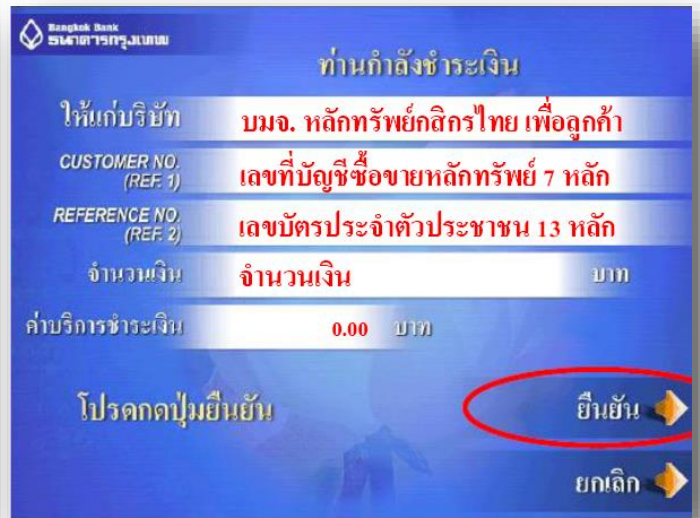 Bangkok Bank
ธนาคารกรุงเทพ
ท่านกำลังชำระเงิน
ให้แก่บริษัท บมจ. หลักทรัพย์กสิกรไทย เพื่อลูกค้า
CUSTOMER NO. (REF. 1) เลขที่บัญชีซื้อขายหลักทรัพย์ 7 หลัก
REFERENCE NO. (REF. 2) เลขบัตรประจำตัวประชาชน 13 หลัก
จำนวนเงิน จำนวนเงิน บาท
ค่าบริการชำระเงิน 0.00 บาท
โปรดกดปุ่มยืนยัน ยืนยัน
ยกเลิก